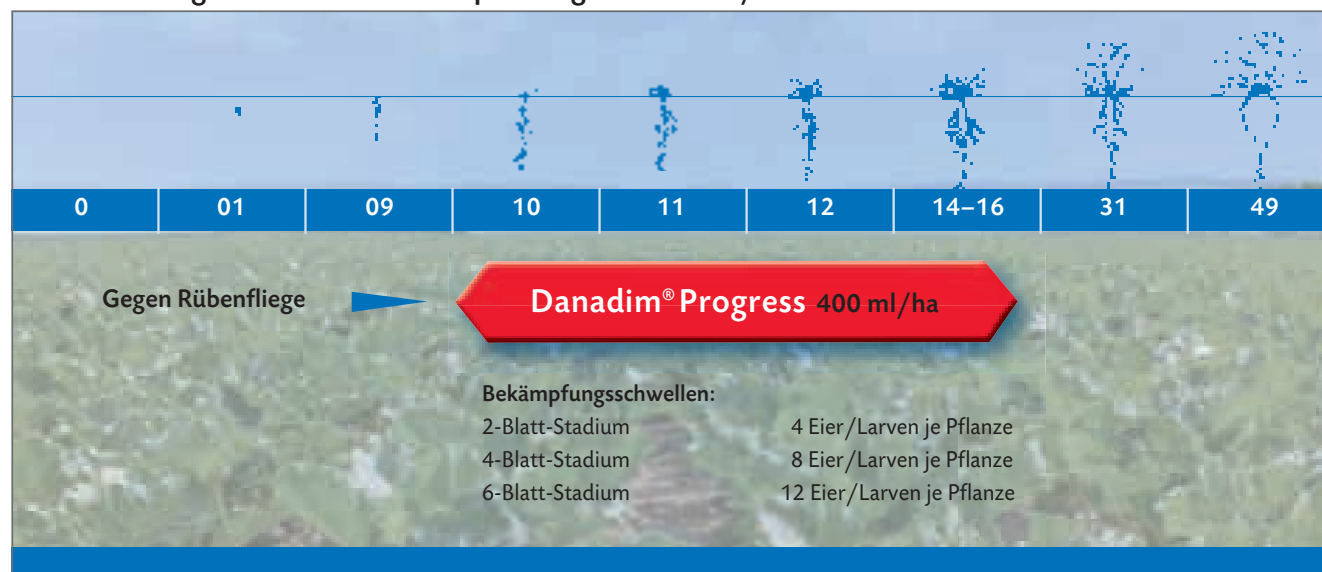 0 01 09 10 11 12 14–16 31 49
Gegen Rübenfliege Danadim® Progress 400 ml/ha
Bekämpfungsschwellen:
2-Blatt-Stadium 4 Eier/Larven je Pflanze
4-Blatt-Stadium 8 Eier/Larven je Pflanze
6-Blatt-Stadium 12 Eier/Larven je Pflanze